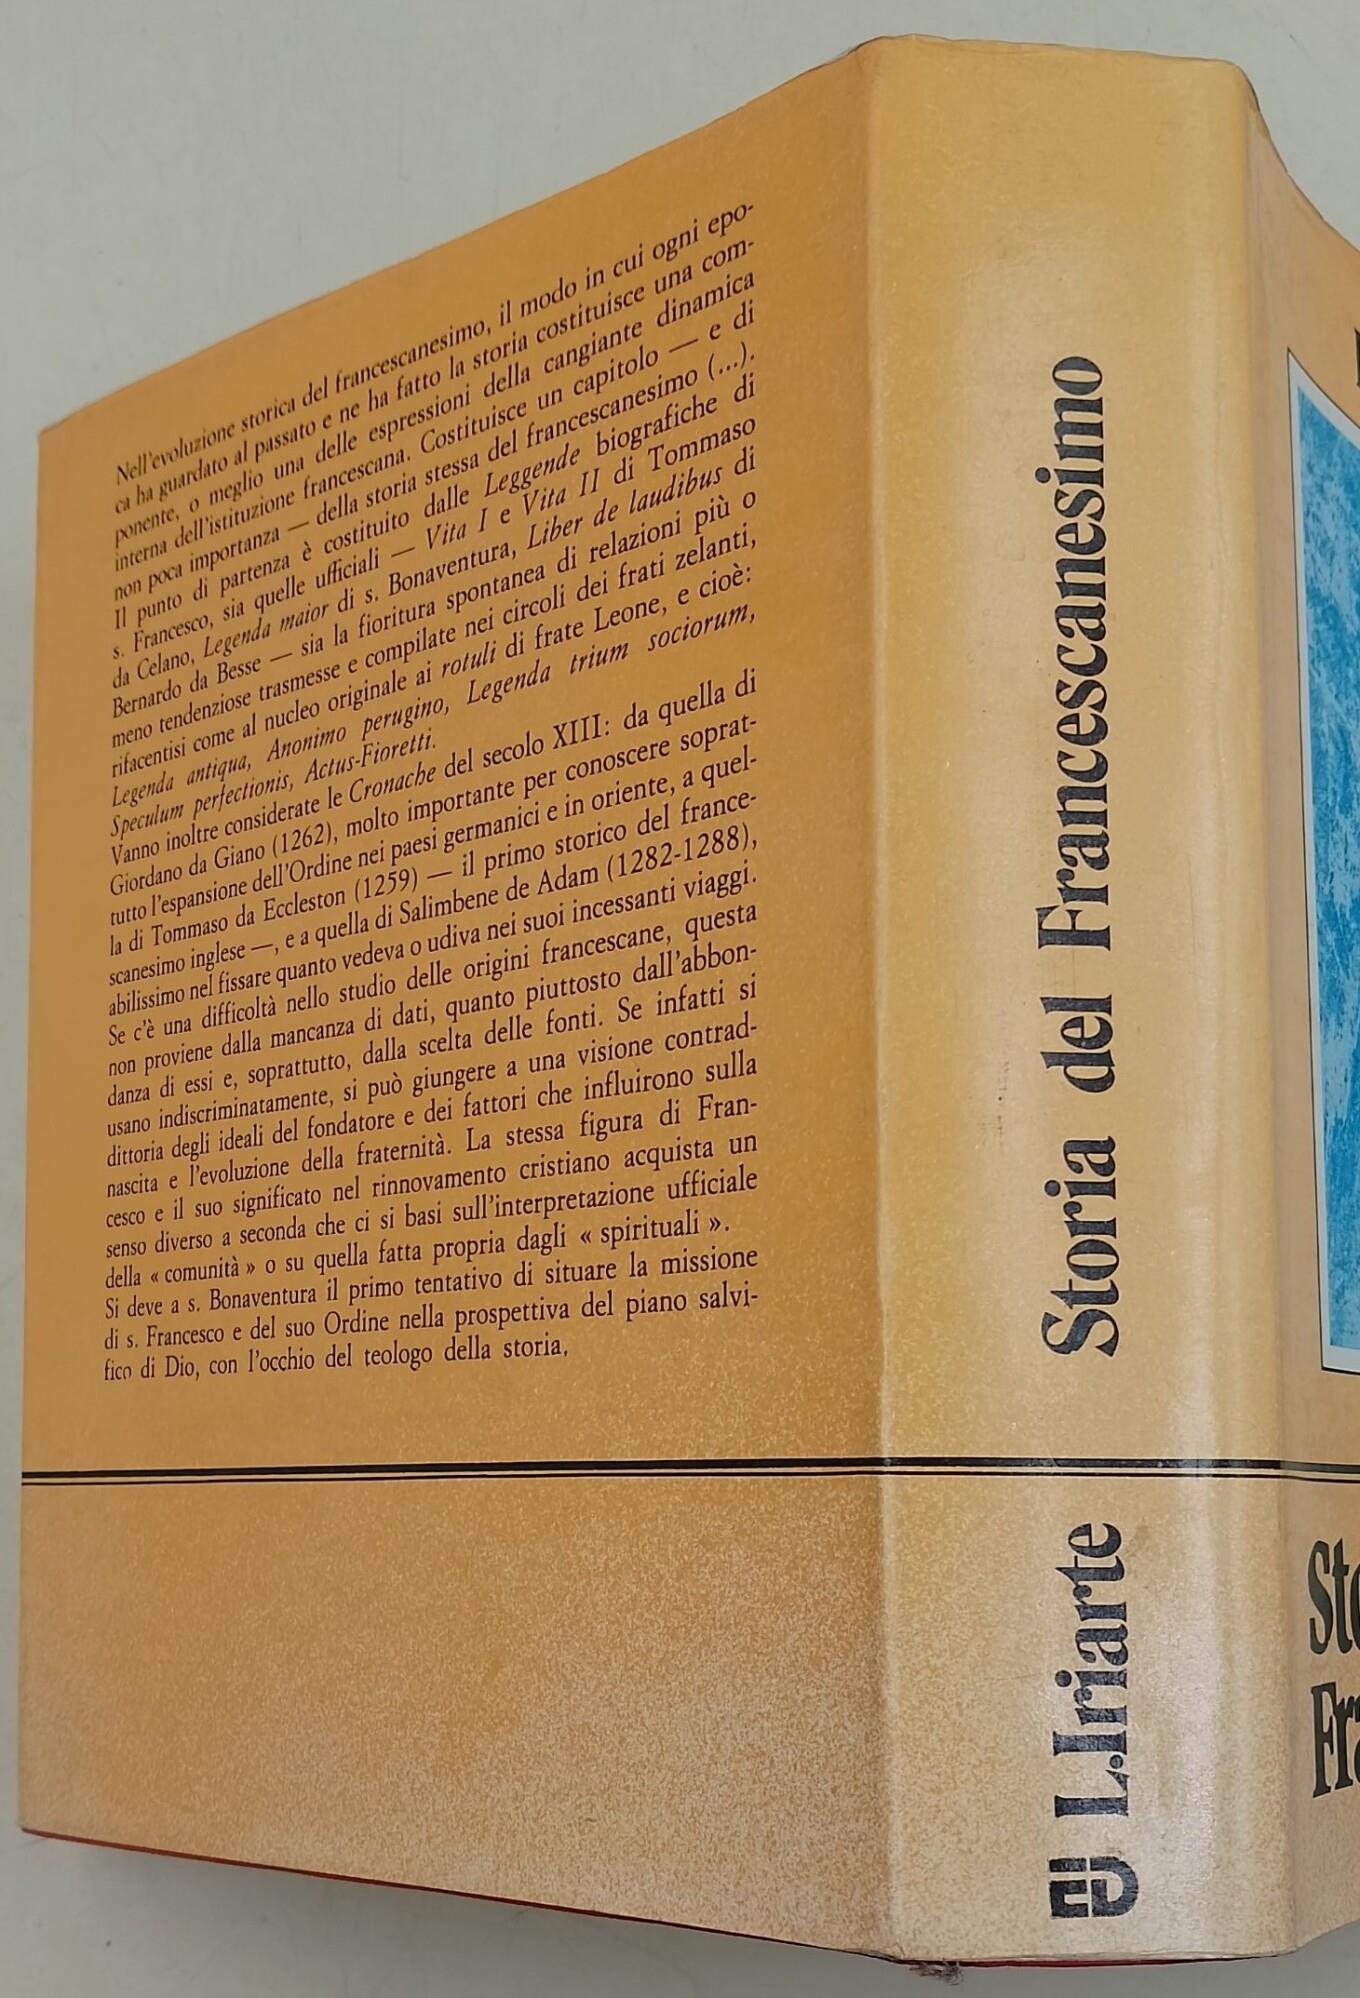 Nell'evoluzione storica del francescanesimo, il modo in cui ogni epo-
ca ha guardato al passato e ne ha fatto la storia costituisce una com-
ponente, o meglio una delle espressioni della cangiante dinamica
interna dell'istituzione francescana. Costituisce un capitolo — e di
non poca importanza — della storia stessa del francescanesimo (...).
Il punto di partenza è costituito dalle Leggende biografiche di
s. Francesco, sia quelle ufficiali — Vita I e Vita II di Tommaso
da Celano, Legenda maior di s. Bonaventura, Liber de laudibus di
Bernardo da Besse — sia la fioritura spontanea di relazioni più o
meno tendenziose trasmesse e compilate nei circoli dei frati zelanti,
rifacentisi come al nucleo originale ai rotuli di frate Leone, e cioè:
Legenda antiqua, Anonimo perugino, Legenda trium sociorum,
Speculum perfectionis, Actus-Fioretti.
Vanno inoltre considerate le Cronache del secolo XIII: da quella di
Giordano da Giano (1262), molto importante per conoscere soprat-
tutto l'espansione dell'Ordine nei paesi germanici e in oriente, a quel-
la di Tommaso da Eccleston (1259) — il primo storico del france-
scanesimo inglese —, e a quella di Salimbene de Adam (1282-1288),
abilissimo nel fissare quanto vedeva o udiva nei suoi incessanti viaggi.
Se c'è una difficoltà nello studio delle origini francescane, questa
non proviene dalla mancanza di dati, quanto piuttosto dall'abbon-
danza di essi e, soprattutto, dalla scelta delle fonti. Se infatti si
usano indiscriminatamente, si può giungere a una visione contrad-
dittoria degli ideali del fondatore e dei fattori che influirono sulla
nascita e l'evoluzione della fraternità. La stessa figura di Fran-
cesco e il suo significato nel rinnovamento cristiano acquista un
senso diverso a seconda che ci si basi sull'interpretazione ufficiale
della « comunità » o su quella fatta propria dagli « spirituali ».
Si deve a s. Bonaventura il primo tentativo di situare la missione
di s. Francesco e del suo Ordine nella prospettiva del piano salvi-
fico di Dio, con l'occhio del teologo della storia.
L.Iriarte Storia del Francescanesimo
Sto
Fra